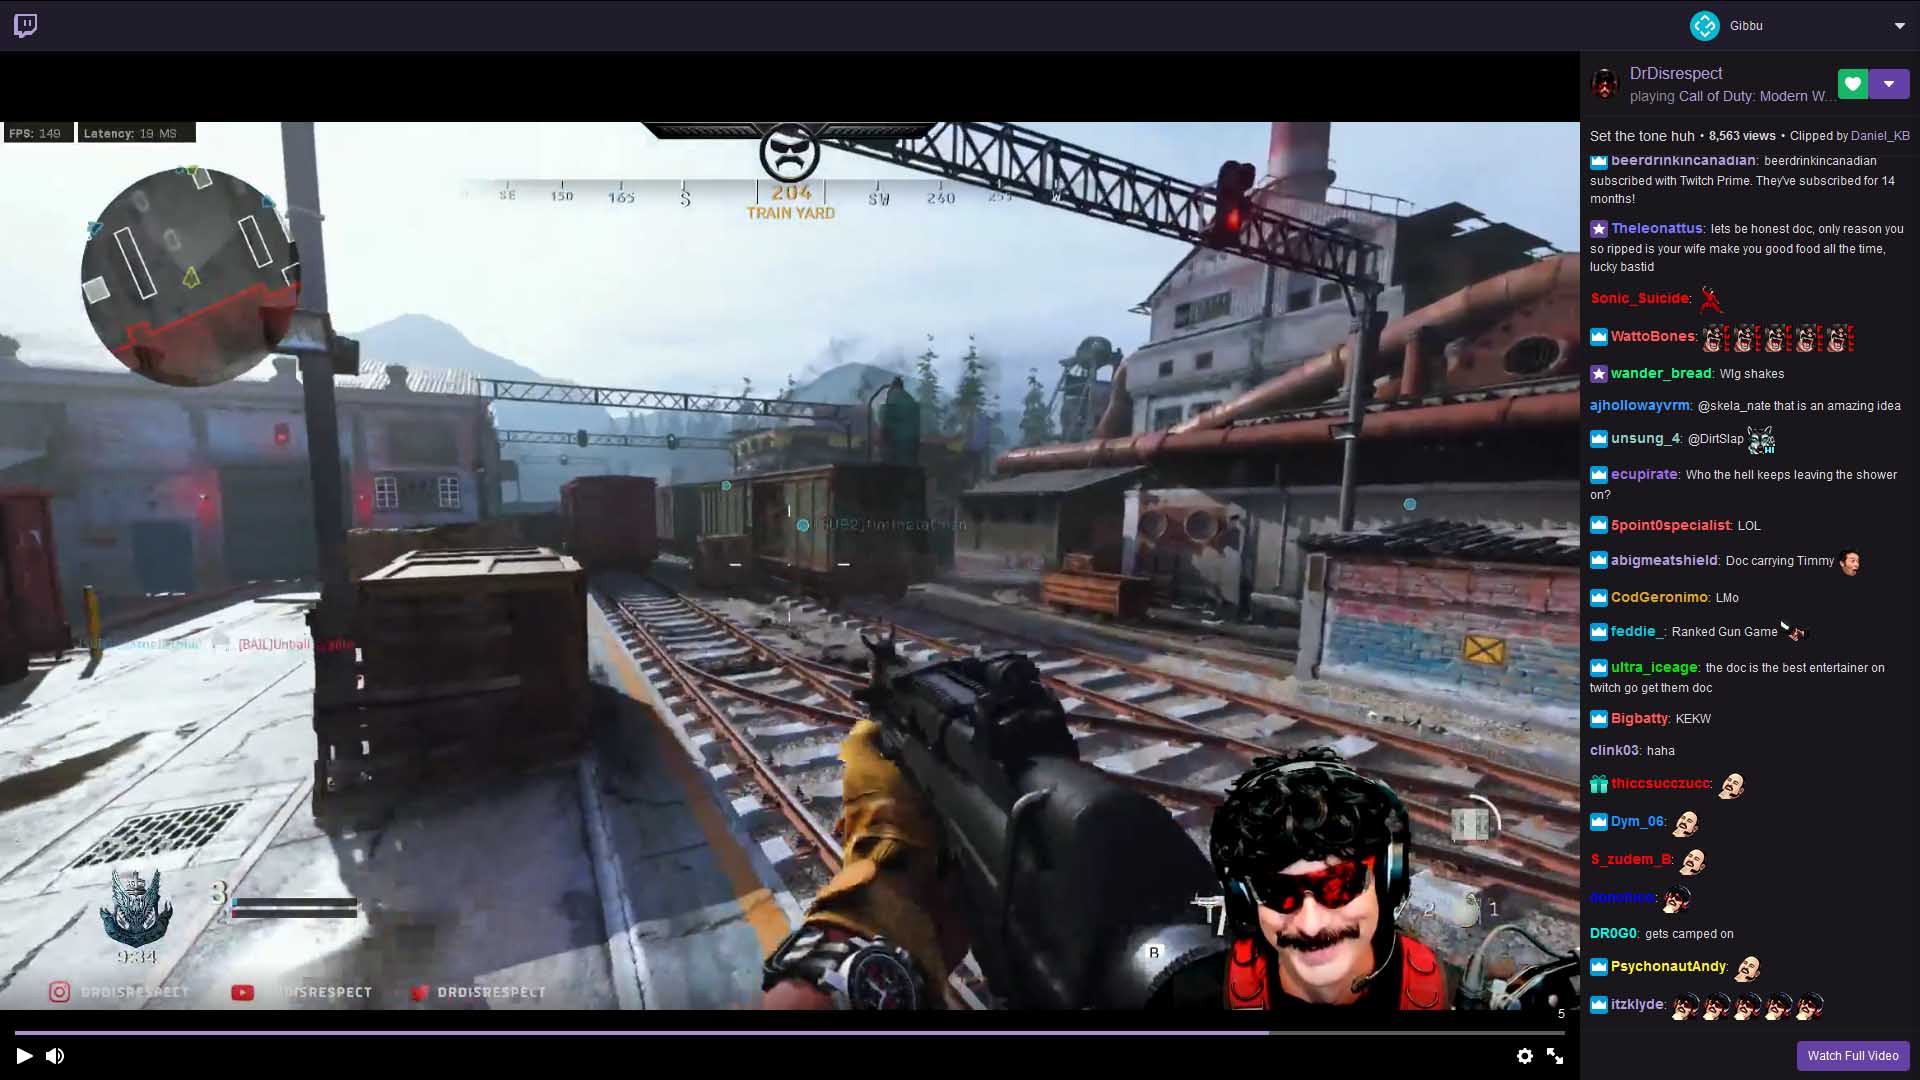 Gibbu
DrDisrespect
playing Call of Duty: Modern W...
Set the tone huh • 8,563 views • Clipped by Daniel_KB
FPS: 149
Latency: 19 MS
SE 150 165 S 204 SW 240 255 W
TRAIN YARD
[BAIL]Unball
3
9:34
DRDISRESPECT
DISRESPECT
DRDISRESPECT
B
2
1
5
beerdrinkincanadian: beerdrinkincanadian
subscribed with Twitch Prime. They've subscribed for 14
months!
Theleonattus: lets be honest doc, only reason you
so ripped is your wife make you good food all the time,
lucky bastid
Sonic_Suicide:
WattoBones:
wander_bread: WIg shakes
ajhollowayvrm: @skela_nate that is an amazing idea
unsung_4: @DirtSlap
HI
ecupirate: Who the hell keeps leaving the shower
on?
5point0specialist: LOL
abigmeatshield: Doc carrying Timmy
CodGeronimo: LMo
feddie_: Ranked Gun Game
ultra_iceage: the doc is the best entertainer on
twitch go get them doc
Bigbatty: KEKW
clink03: haha
thiccsucczucc:
Dym_06:
S_zudem_B:
DR0G0: gets camped on
PsychonautAndy:
itzklyde:
Watch Full Video